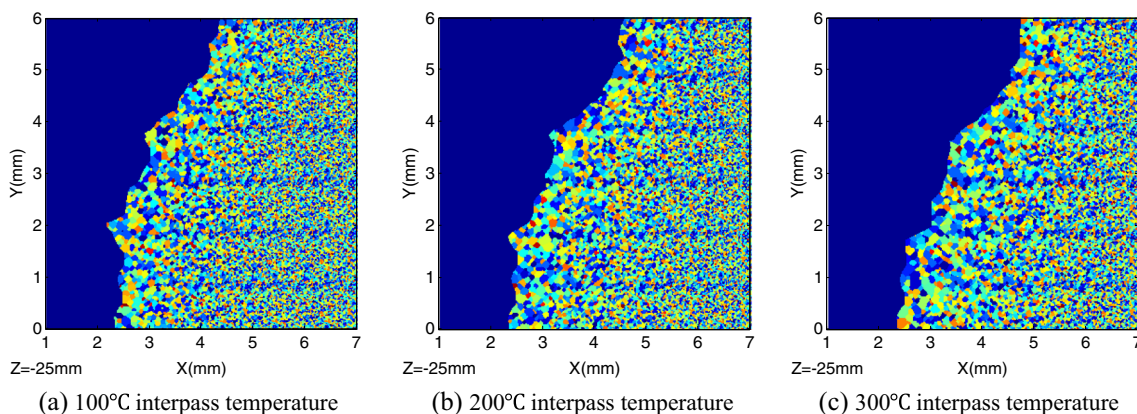 6 5 4 3 2 1 0
Y(mm)
1 2 3 4 5 6 7
Z=-25mm X(mm)
(a) 100℃ interpass temperature
6 5 4 3 2 1 0
Y(mm)
1 2 3 4 5 6 7
Z=-25mm X(mm)
(b) 200℃ interpass temperature
6 5 4 3 2 1 0
Y(mm)
1 2 3 4 5 6 7
Z=-25mm X(mm)
(c) 300℃ interpass temperature